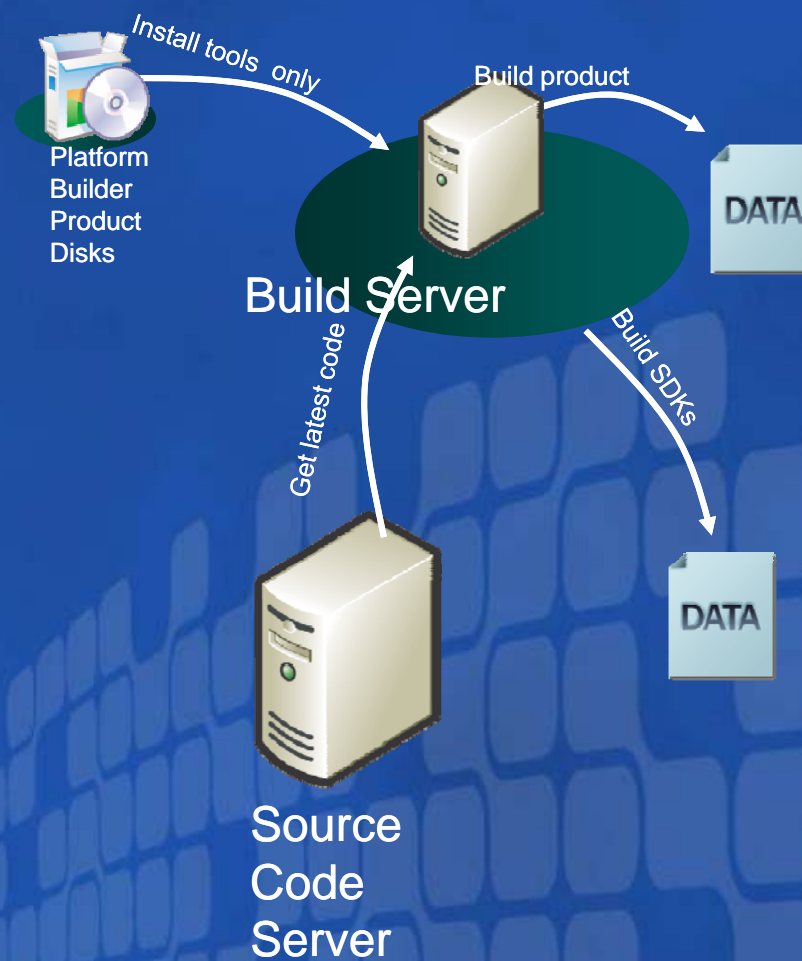 Install tools only
Build product
Platform
Builder
Product
Disks
DATA
Build Server
Build SDKs
Get latest code
DATA
Source
Code
Server